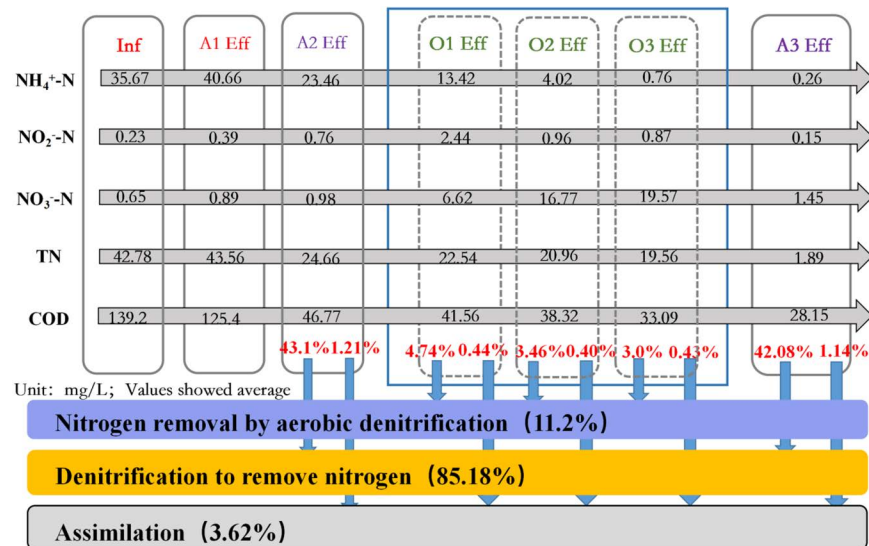 Inf A1 Eff A2 Eff O1 Eff O2 Eff O3 Eff A3 Eff
NH₄⁺-N 35.67 40.66 23.46 13.42 4.02 0.76 0.26
NO₂⁻-N 0.23 0.39 0.76 2.44 0.96 0.87 0.15
NO₃⁻-N 0.65 0.89 0.98 6.62 16.77 19.57 1.45
TN 42.78 43.56 24.66 22.54 20.96 19.56 1.89
COD 139.2 125.4 46.77 41.56 38.32 33.09 28.15
43.1% 1.21% 4.74% 0.44% 3.46% 0.40% 3.0% 0.43% 42.08% 1.14%
Unit: mg/L; Values showed average
Nitrogen removal by aerobic denitrification (11.2%)
Denitrification to remove nitrogen (85.18%)
Assimilation (3.62%)